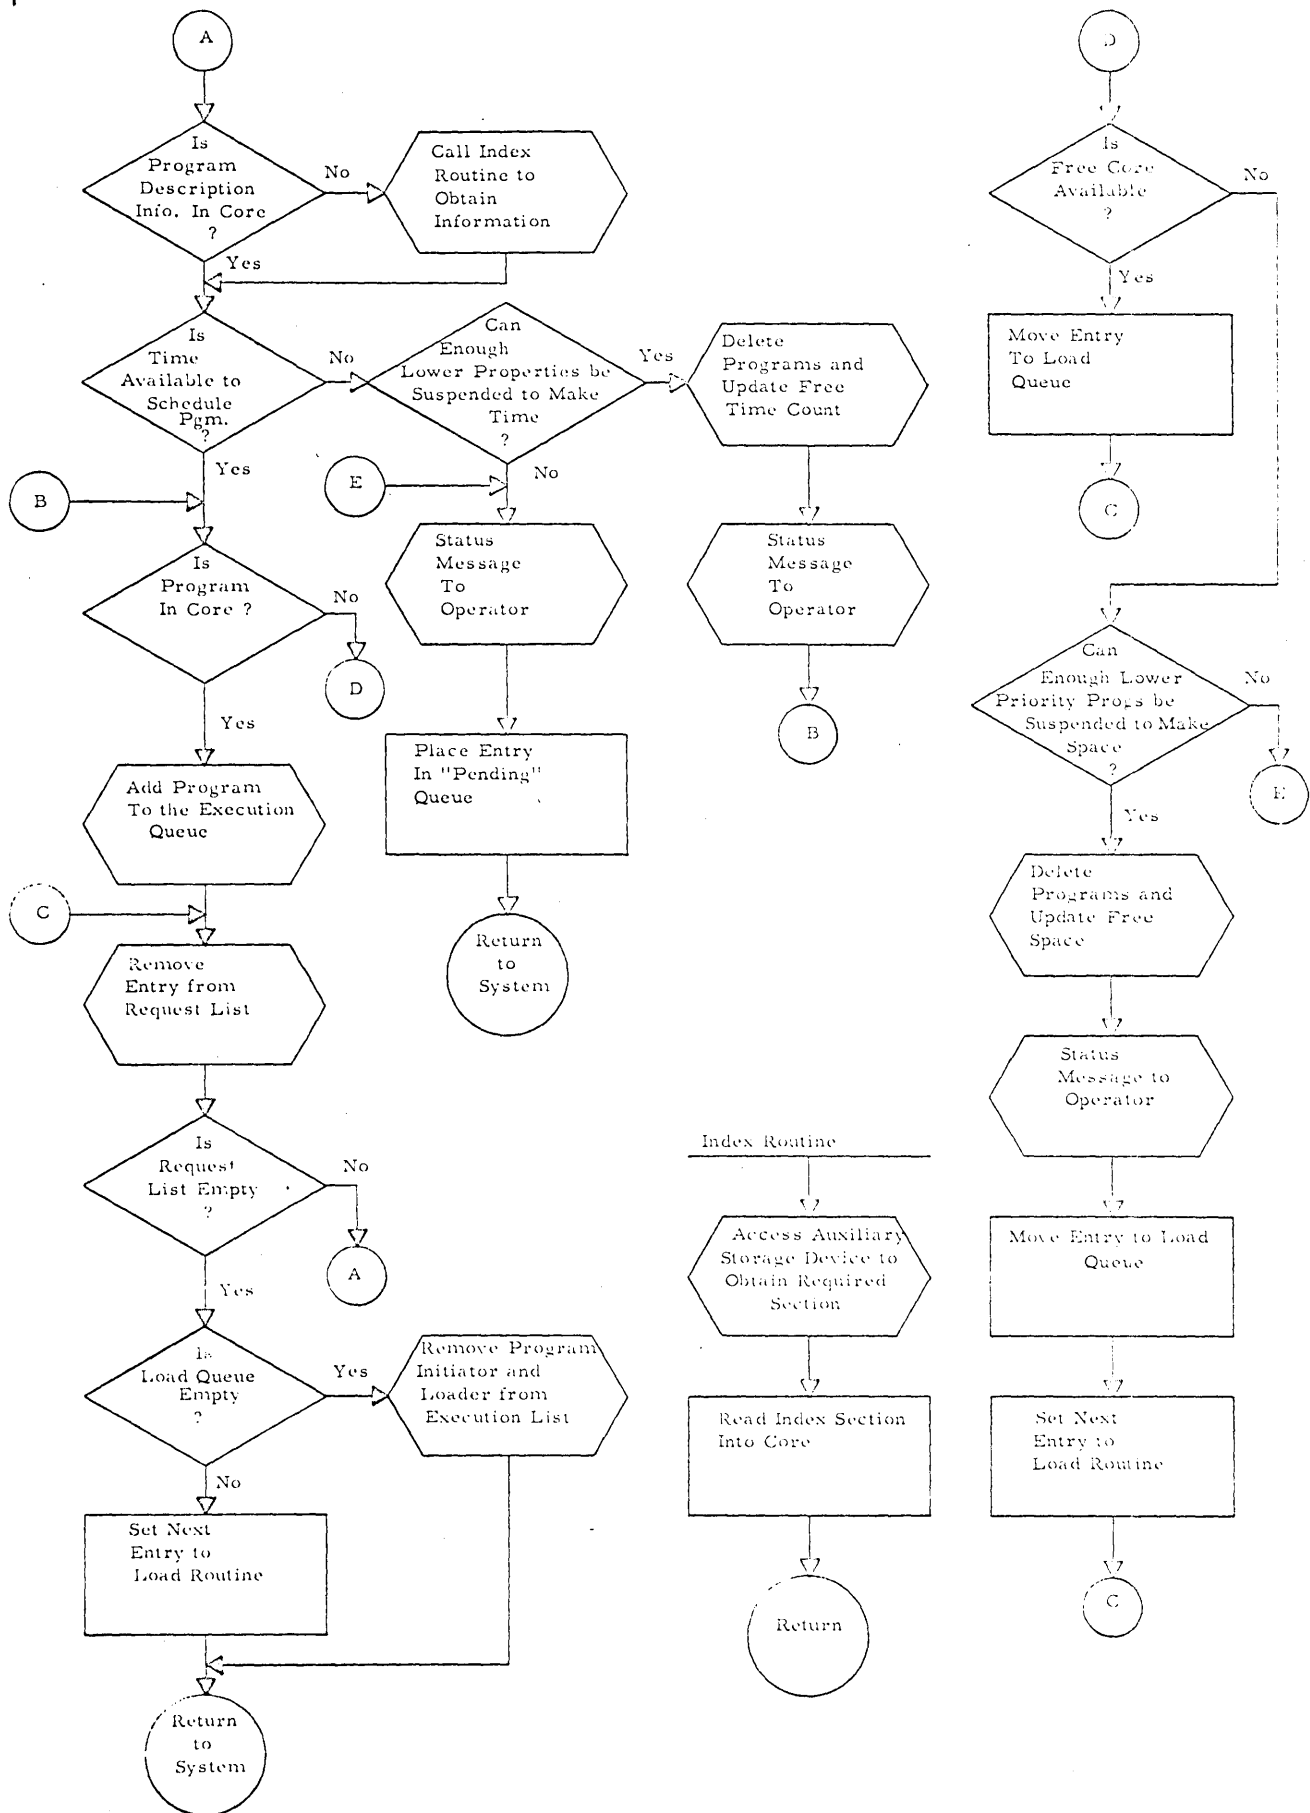 A
Is
Program
Description
Info. In Core
?
No
Call Index
Routine to
Obtain
Information
Yes
Is
Time
Available to
Schedule
Pgm.
?
No
Can
Enough
Lower Properties be
Suspended to Make
Time
?
Yes
Delete
Programs and
Update Free
Time Count
Yes
No
B
E
Is
Program
In Core ?
No
D
Status
Message
To
Operator
Status
Message
To
Operator
B
Yes
Place Entry
In "Pending"
Queue
Add Program
To the Execution
Queue
C
Return
to
System
Remove
Entry from
Request List
Is
Request
List Empty
?
No
A
Yes
Is
Load Queue
Empty
?
Yes
Remove Program
Initiator and
Loader from
Execution List
No
Set Next
Entry to
Load Routine
Return
to
System
Index Routine
Access Auxiliary
Storage Device to
Obtain Required
Section
Read Index Section
Into Core
Return
D
Is
Free Core
Available
?
No
Yes
Move Entry
To Load
Queue
C
Can
Enough Lower
Priority Progs be
Suspended to Make
Space
?
No
E
Yes
Delete
Programs and
Update Free
Space
Status
Message to
Operator
Move Entry to Load
Queue
Set Next
Entry to
Load Routine
C